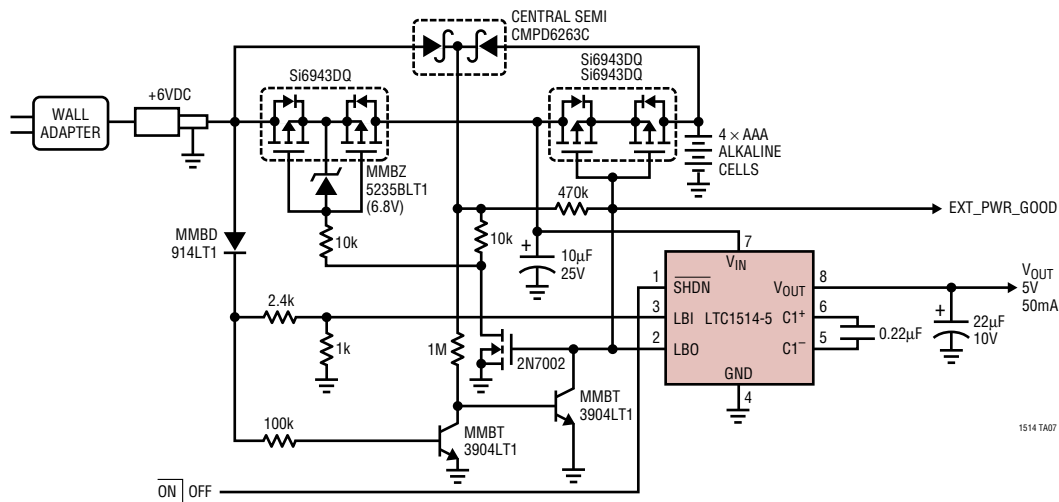 CENTRAL SEMI
CMPD6263C
Si6943DQ
Si6943DQ
Si6943DQ
+6VDC
WALL
ADAPTER
4 × AAA
ALKALINE
CELLS
MMBZ
5235BLT1
(6.8V)
470k
EXT_PWR_GOOD
MMBD
914LT1
10k
10k
+
10µF
25V
7
VIN
1
SHDN
VOUT
8
VOUT
5V
50mA
2.4k
3
LBI
LTC1514-5
C1+
6
0.22µF
+
22µF
10V
1k
1M
2N7002
2
LBO
C1–
5
GND
4
MMBT
3904LT1
100k
MMBT
3904LT1
1514 TA07
ON OFF